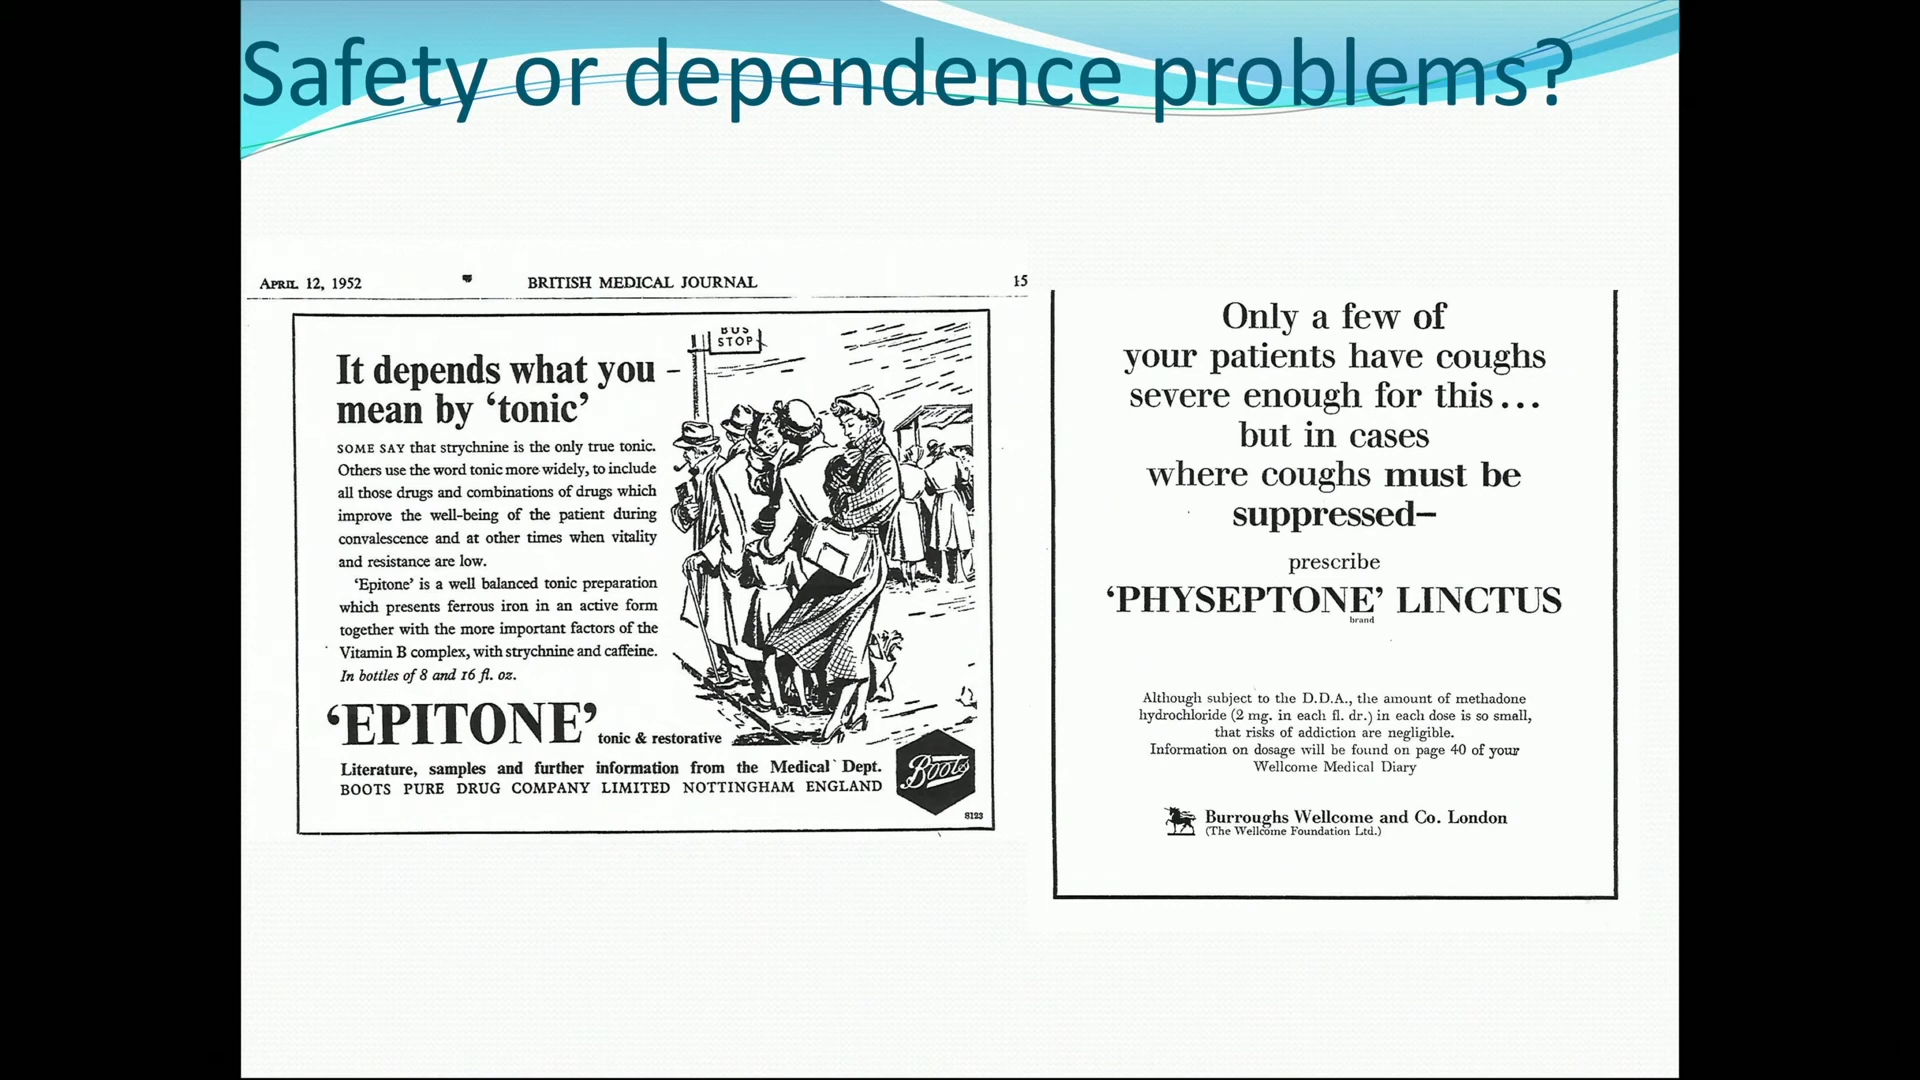 Safety or dependence problems?
APRIL 12, 1952 BRITISH MEDICAL JOURNAL 15
BUS
STOP
It depends what you –
mean by ‘tonic’
SOME SAY that strychnine is the only true tonic.
Others use the word tonic more widely, to include
all those drugs and combinations of drugs which
improve the well-being of the patient during
convalescence and at other times when vitality
and resistance are low.
‘Epitone’ is a well balanced tonic preparation
which presents ferrous iron in an active form
together with the more important factors of the
Vitamin B complex, with strychnine and caffeine.
In bottles of 8 and 16 fl. oz.
‘EPITONE’ tonic & restorative
Literature, samples and further information from the Medical Dept.
BOOTS PURE DRUG COMPANY LIMITED NOTTINGHAM ENGLAND
Boots
8123
Only a few of
your patients have coughs
severe enough for this...
but in cases
where coughs must be
suppressed–
prescribe
‘PHYSEPTONE’ LINCTUS
brand
Although subject to the D.D.A., the amount of methadone
hydrochloride (2 mg. in each fl. dr.) in each dose is so small,
that risks of addiction are negligible.
Information on dosage will be found on page 40 of your
Wellcome Medical Diary
Burroughs Wellcome and Co. London
(The Wellcome Foundation Ltd.)